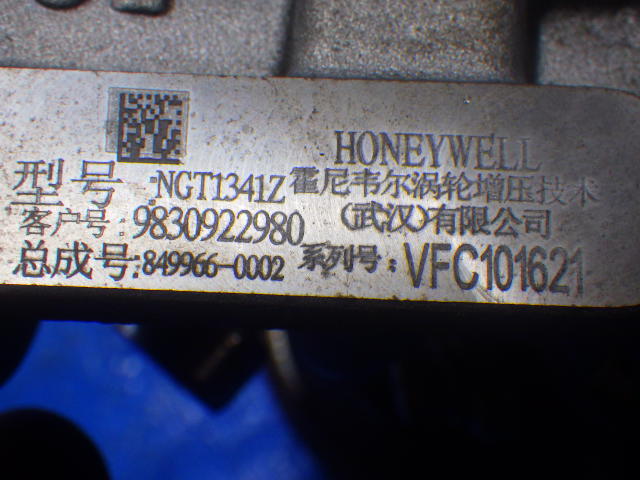 HONEYWELL
型号:NGT1341Z 霍尼韦尔涡轮增压技术
客户号:9830922980 (武汉)有限公司
总成号:849966-0002 系列号:VFC101621